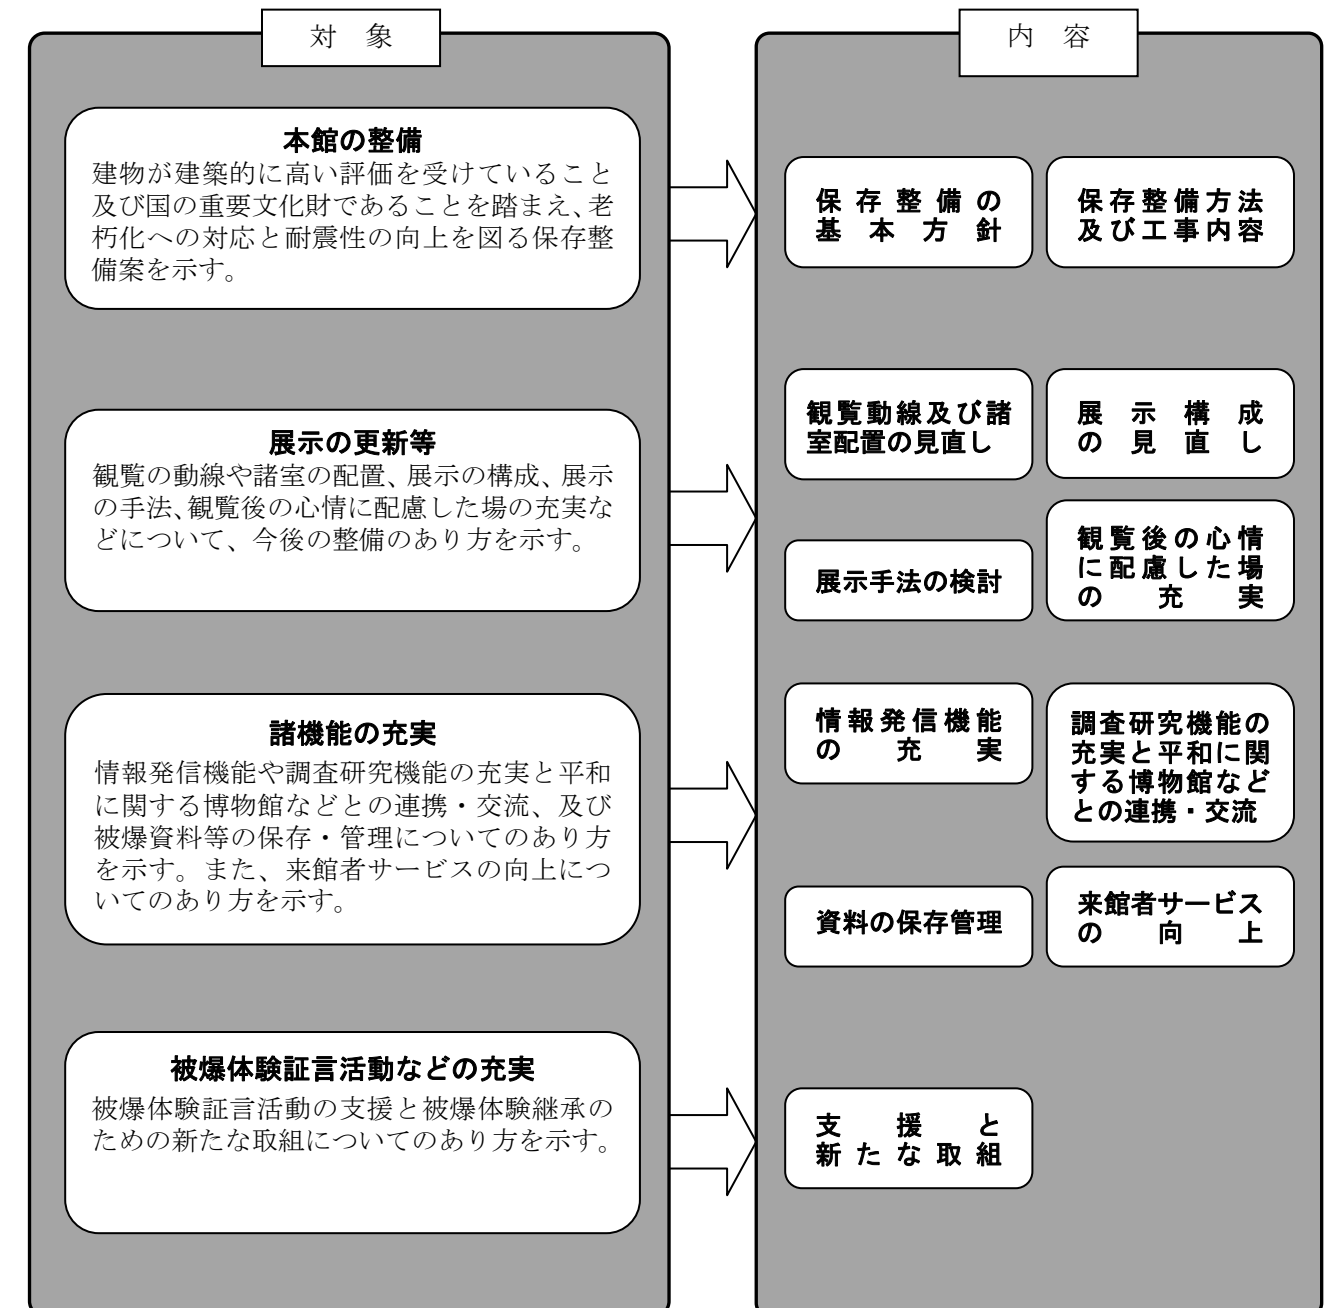 対　象
本館の整備
建物が建築的に高い評価を受けていること
及び国の重要文化財であることを踏まえ、老
朽化への対応と耐震性の向上を図る保存整
備案を示す。
展示の更新等
観覧の動線や諸室の配置、展示の構成、展示
の手法、観覧後の心情に配慮した場の充実な
どについて、今後の整備のあり方を示す。
諸機能の充実
情報発信機能や調査研究機能の充実と平和
に関する博物館などとの連携・交流、及び
被爆資料等の保存・管理についてのあり方
を示す。また、来館者サービスの向上につ
いてのあり方を示す。
被爆体験証言活動などの充実
被爆体験証言活動の支援と被爆体験継承の
ための新たな取組についてのあり方を示す。
内　容
保存整備の
基本方針
保存整備方法
及び工事内容
観覧動線及び諸
室配置の見直し
展示構成
の見直し
展示手法の検討
観覧後の心情
に配慮した場
の充実
情報発信機能
の充実
調査研究機能の
充実と平和に関
する博物館など
との連携・交流
資料の保存管理
来館者サービス
の向上
支援と
新たな取組